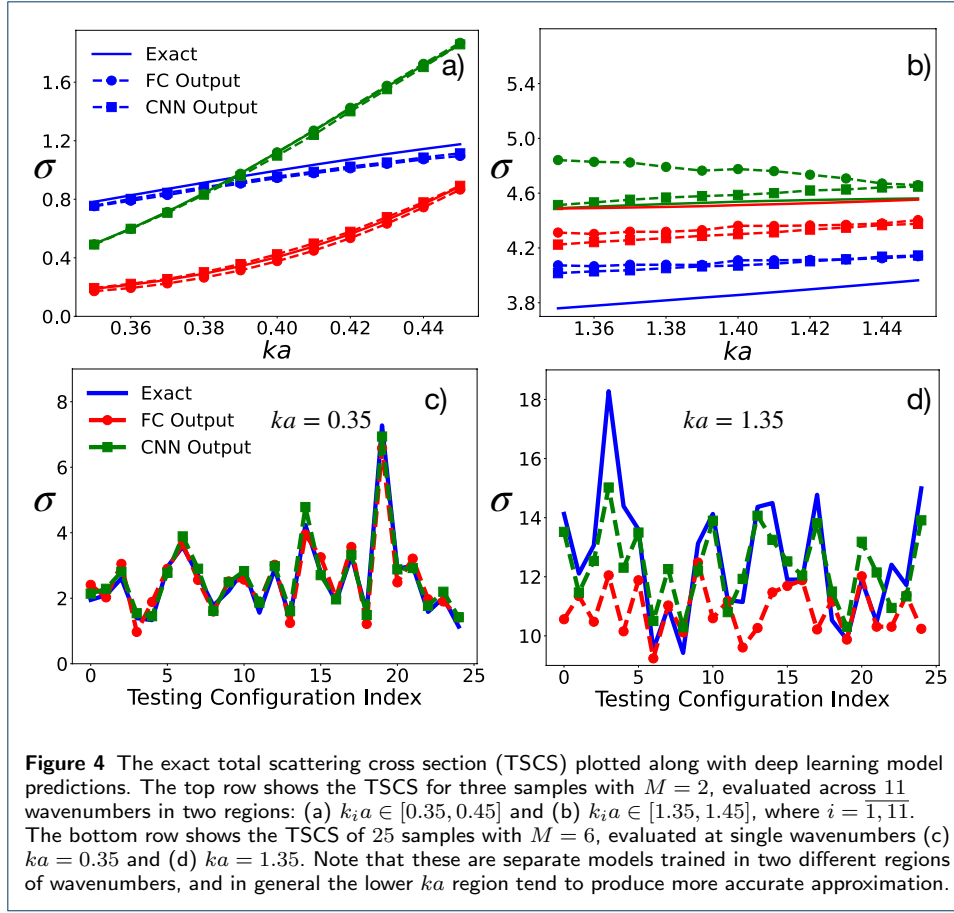 Exact
FC Output
CNN Output
a)
1.6
1.2
0.8
0.4
0.0
σ
0.36 0.38 0.40 0.42 0.44
ka
b)
5.4
5.0
4.6
4.2
3.8
σ
1.36 1.38 1.40 1.42 1.44
ka
Exact
FC Output
CNN Output
c)
ka = 0.35
8
6
4
2
0
σ
0 5 10 15 20 25
Testing Configuration Index
d)
ka = 1.35
18
16
14
12
10
σ
0 5 10 15 20 25
Testing Configuration Index
Figure 4 The exact total scattering cross section (TSCS) plotted along with deep learning model
predictions. The top row shows the TSCS for three samples with M = 2, evaluated across 11
wavenumbers in two regions: (a) kᵢa ∈ [0.35, 0.45] and (b) kᵢa ∈ [1.35, 1.45], where i = 1̅,̅ ̅1̅1̅.
The bottom row shows the TSCS of 25 samples with M = 6, evaluated at single wavenumbers (c)
ka = 0.35 and (d) ka = 1.35. Note that these are separate models trained in two different regions
of wavenumbers, and in general the lower ka region tend to produce more accurate approximation.